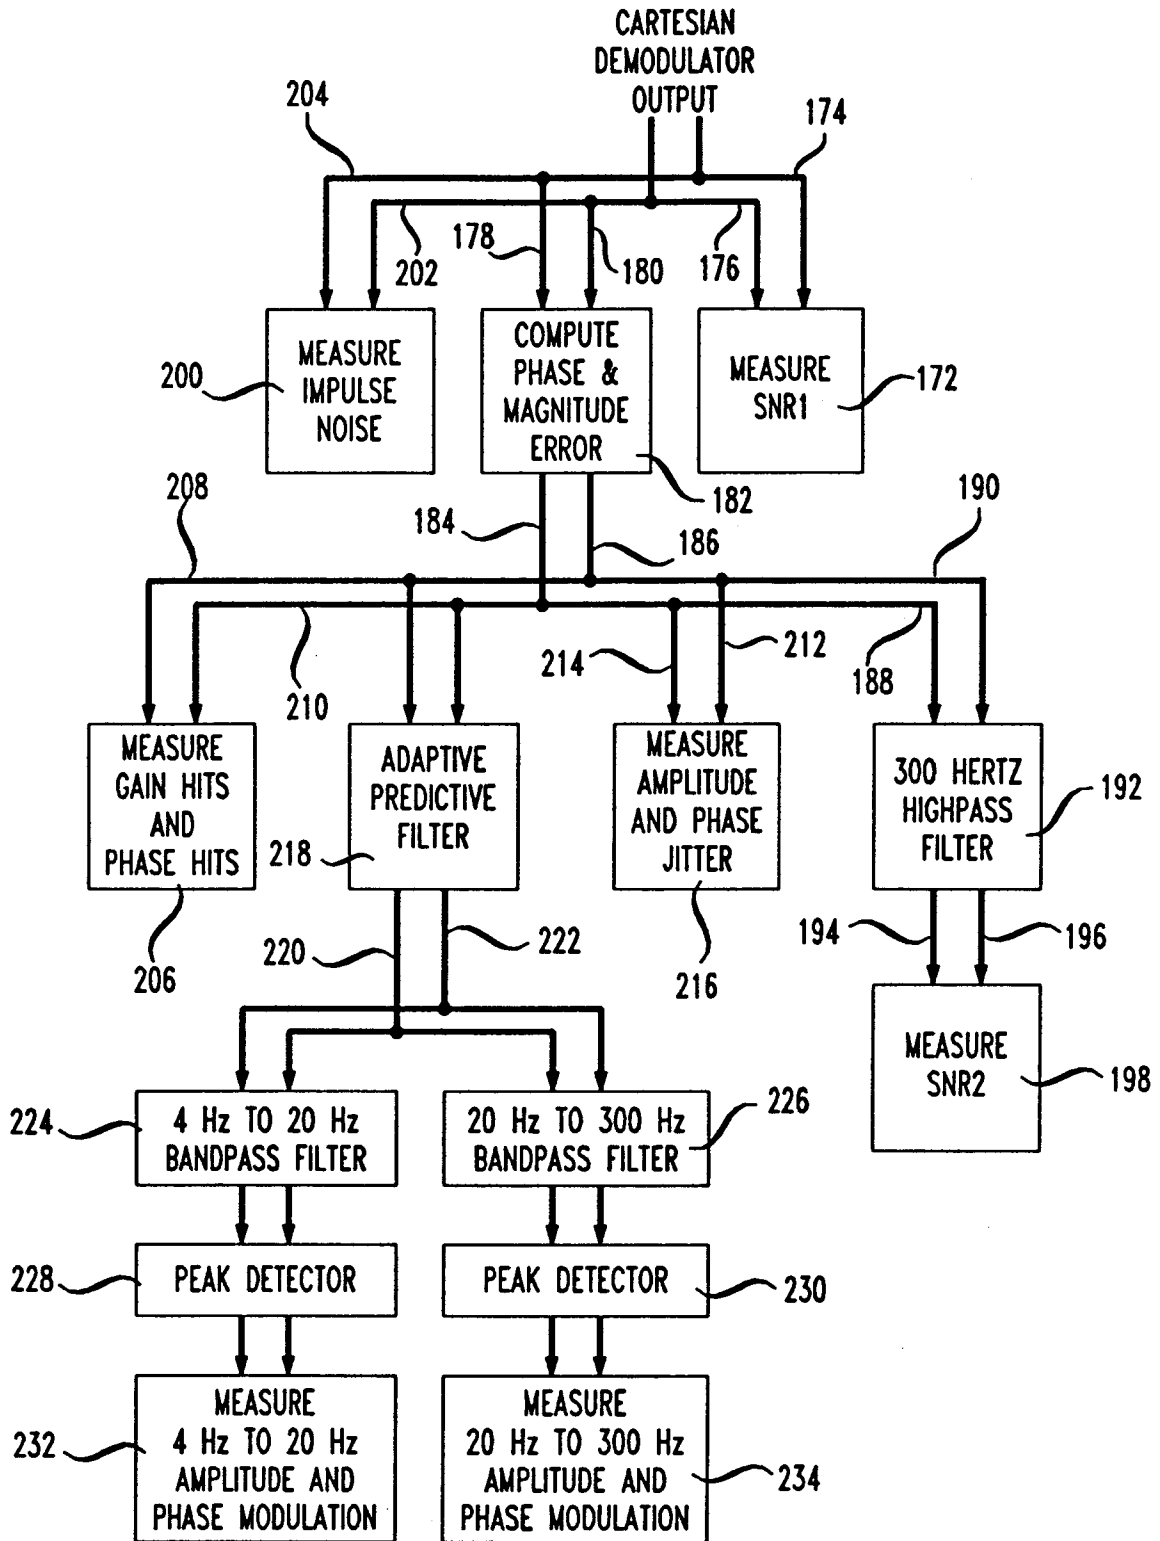 CARTESIAN
DEMODULATOR
OUTPUT
204
174
178
202
180
176
MEASURE
IMPULSE
NOISE
200
COMPUTE
PHASE &
MAGNITUDE
ERROR
182
MEASURE
SNR1
172
208
184
186
190
210
214
212
188
MEASURE
GAIN HITS
AND
PHASE HITS
206
ADAPTIVE
PREDICTIVE
FILTER
218
MEASURE
AMPLITUDE
AND PHASE
JITTER
216
300 HERTZ
HIGHPASS
FILTER
192
220
222
194
196
MEASURE
SNR2
198
224
4 Hz TO 20 Hz
BANDPASS FILTER
20 Hz TO 300 Hz
BANDPASS FILTER
226
228
PEAK DETECTOR
PEAK DETECTOR
230
232
MEASURE
4 Hz TO 20 Hz
AMPLITUDE AND
PHASE MODULATION
MEASURE
20 Hz TO 300 Hz
AMPLITUDE AND
PHASE MODULATION
234